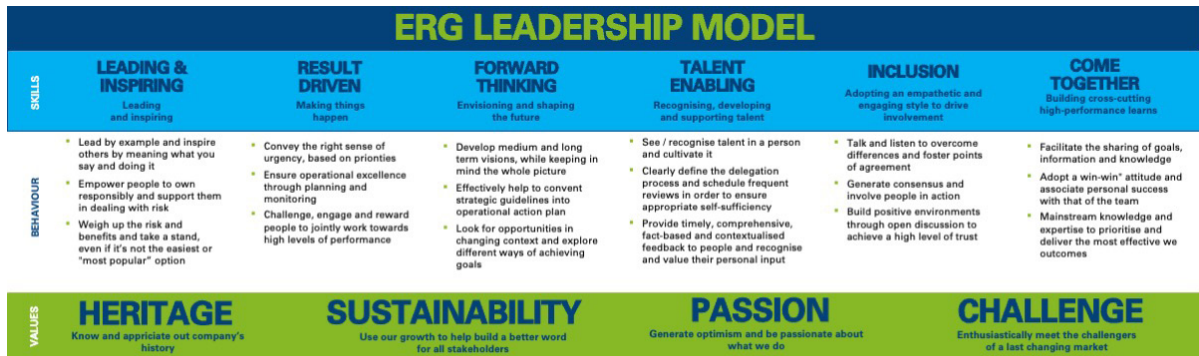 ERG LEADERSHIP MODEL
SKILLS
LEADING &
INSPIRING
Leading
and inspiring
RESULT
DRIVEN
Making things
happen
FORWARD
THINKING
Envisioning and shaping
the future
TALENT
ENABLING
Recognising, developing
and supporting talent
INCLUSION
Adopting an empathetic and
engaging style to drive
involvement
COME
TOGETHER
Building cross-cutting
high-performance learns
BEHAVIOUR
▪ Lead by example and inspire
others by meaning what you
say and doing it
▪ Empower people to own
responsibly and support them
in dealing with risk
▪ Weigh up the risk and
benefits and take a stand,
even if it's not the easiest or
"most popular" option
▪ Convey the right sense of
urgency, based on prionties
▪ Ensure operational excellence
through planning and
monitoring
▪ Challenge, engage and reward
people to jointly work towards
high levels of performance
▪ Develop medium and long
term visions, while keeping in
mind the whole picture
▪ Effectively help to convent
strategic guidelines into
operational action plan
▪ Look for opportunities in
changing context and explore
different ways of achieving
goals
▪ See / recognise talent in a person
and cultivate it
▪ Clearly define the delegation
process and schedule frequent
reviews in order to ensure
appropriate self-sufficiency
▪ Provide timely, comprehensive,
fact-based and contextualised
feedback to people and recognise
and value their personal input
▪ Talk and listen to overcome
differences and foster points
of agreement
▪ Generate consensus and
involve people in action
▪ Build positive environments
through open discussion to
achieve a high level of trust
▪ Facilitate the sharing of goals,
information and knowledge
▪ Adopt a win-win" attitude and
associate personal success
with that of the team
▪ Mainstream knowledge and
expertise to prioritise and
deliver the most effective we
outcomes
VALUES
HERITAGE
Know and appriciate out company's
history
SUSTAINABILITY
Use our growth to help build a better word
for all stakeholders
PASSION
Generate optimism and be passionate about
what we do
CHALLENGE
Enthusiastically meet the challengers
of a last changing market